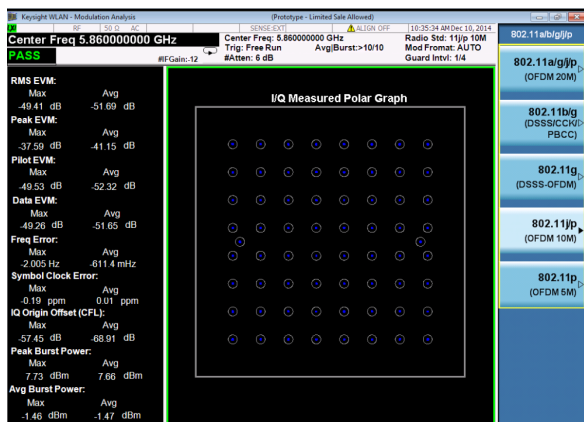 Keysight WLAN - Modulation Analysis
(Prototype - Limited Sale Allowed)
RF 50 Ω AC
SENSE:EXT
ALIGN OFF
10:35:34 AM Dec 10, 2014
Center Freq 5.860000000 GHz
Center Freq: 5.860000000 GHz
Radio Std: 11j/p 10M
Trig: Free Run
Avg|Burst:>10/10
Mod Fromat: AUTO
PASS
#IFGain:-12
#Atten: 6 dB
Guard Intvl: 1/4
RMS EVM:
Max Avg
-49.41 dB -51.69 dB
Peak EVM:
Max Avg
-37.59 dB -41.15 dB
Pilot EVM:
Max Avg
-49.53 dB -52.32 dB
Data EVM:
Max Avg
-49.26 dB -51.65 dB
Freq Error:
Max Avg
-2.005 Hz -611.4 mHz
Symbol Clock Error:
Max Avg
-0.19 ppm 0.01 ppm
IQ Origin Offset (CFL):
Max Avg
-57.45 dB -68.91 dB
Peak Burst Power:
Max Avg
7.73 dBm 7.66 dBm
Avg Burst Power:
Max Avg
-1.46 dBm -1.47 dBm
I/Q Measured Polar Graph
802.11a/b/g/j/p
802.11a/g/j/p
(OFDM 20M)
802.11b/g
(DSSS/CCK/
PBCC)
802.11g
(DSSS-OFDM)
802.11j/p
(OFDM 10M)
802.11p
(OFDM 5M)